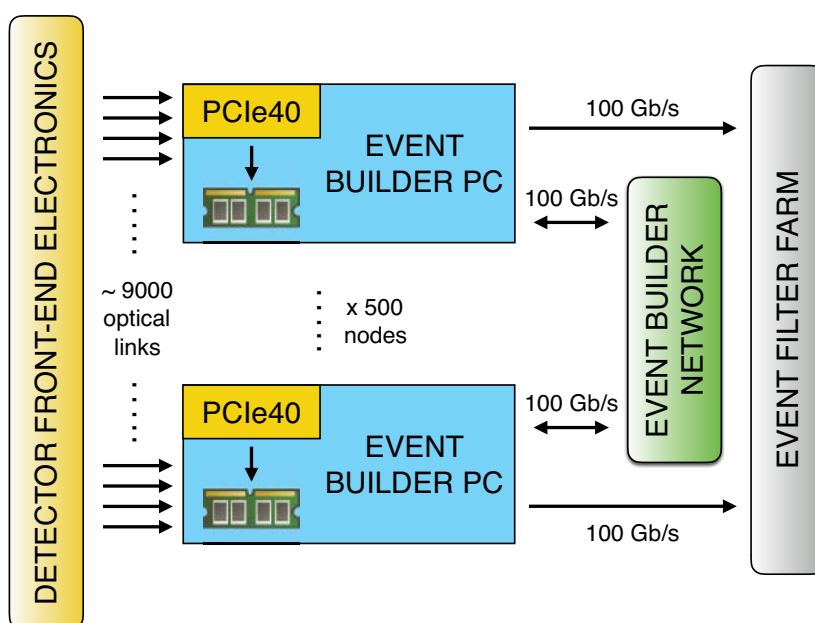 DETECTOR FRONT-END ELECTRONICS
PCIe40
EVENT
BUILDER PC
100 Gb/s
100 Gb/s
~ 9000
optical
links
x 500
nodes
EVENT BUILDER
NETWORK
EVENT FILTER FARM
PCIe40
EVENT
BUILDER PC
100 Gb/s
100 Gb/s